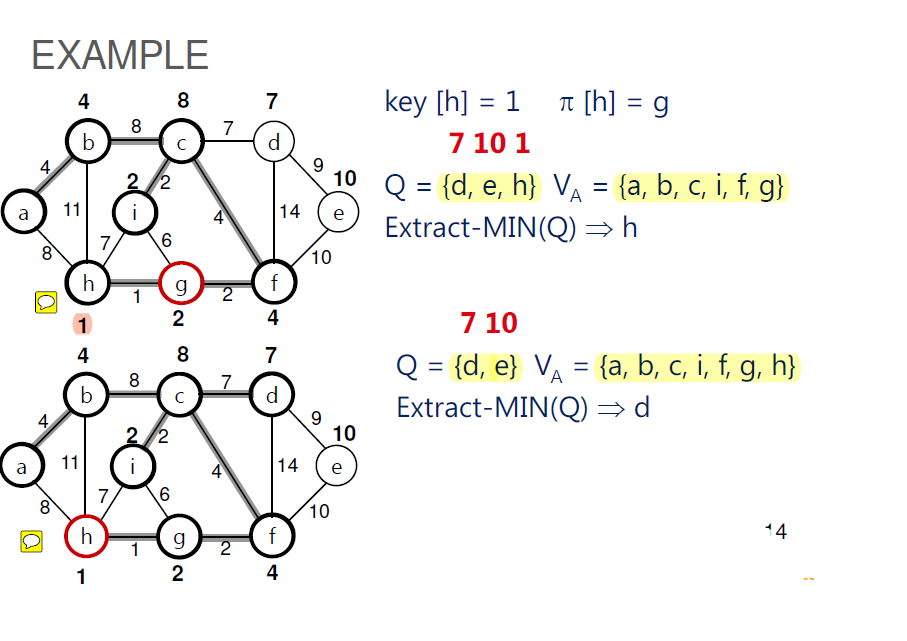 EXAMPLE
4 8 7
b 8 c 7 d
4 9
2 2 10
a 11 i 4 14 e
8 7 6 10
h 1 g 2 f
1 2 4
key [h] = 1 π [h] = g
7 10 1
Q = {d, e, h} V_A = {a, b, c, i, f, g}
Extract-MIN(Q) ⇒ h
4 8 7
b 8 c 7 d
4 9
2 2 10
a 11 i 4 14 e
8 7 6 10
h 1 g 2 f
1 2 4
7 10
Q = {d, e} V_A = {a, b, c, i, f, g, h}
Extract-MIN(Q) ⇒ d
14